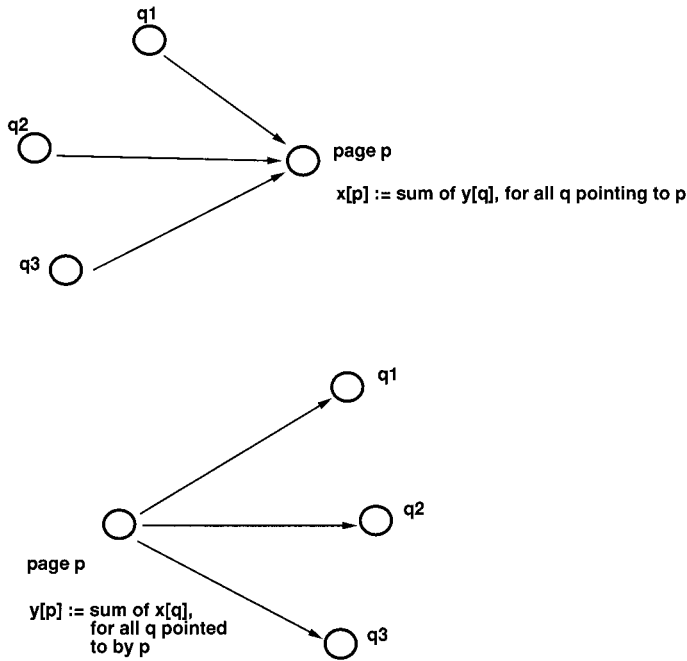 q1
q2
page p
x[p] := sum of y[q], for all q pointing to p
q3
q1
q2
page p
y[p] := sum of x[q],
for all q pointed
to by p
q3